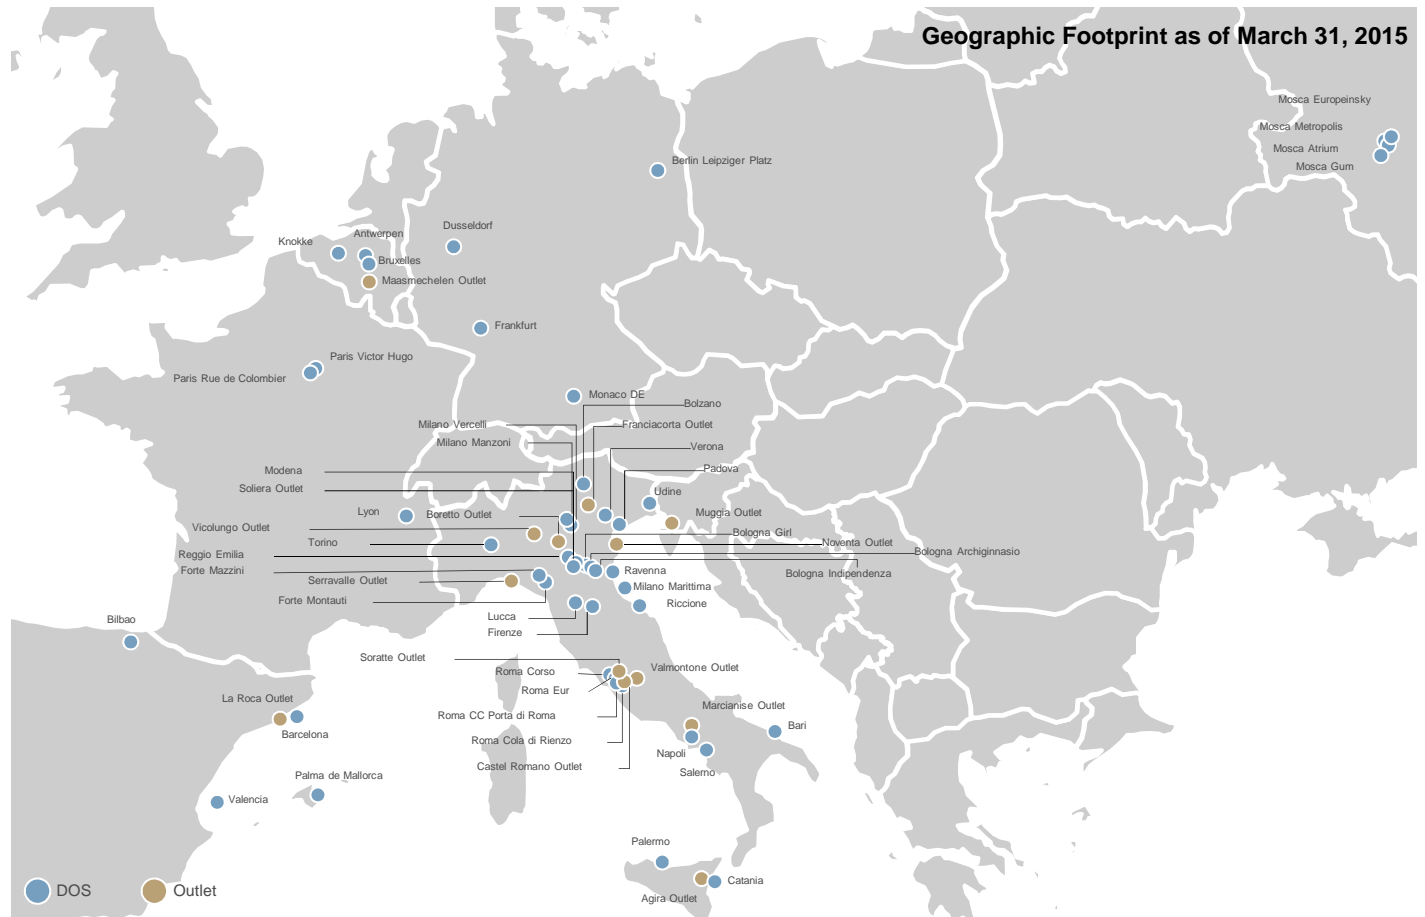 Geographic Footprint as of March 31, 2015
Mosca Europeinsky
Mosca Metropolis
Mosca Atrium
Mosca Gum
Berlin Leipziger Platz
Dusseldorf
Antwerpen
Knokke
Bruxelles
Maasmechelen Outlet
Frankfurt
Paris Victor Hugo
Paris Rue de Colombier
Monaco DE
Bolzano
Milano Vercelli
Franciacorta Outlet
Milano Manzoni
Verona
Modena
Padova
Soliera Outlet
Udine
Lyon
Boretto Outlet
Muggia Outlet
Vicolungo Outlet
Bologna Girl
Torino
Noventa Outlet
Reggio Emilia
Bologna Archiginnasio
Forte Mazzini
Ravenna
Bologna Indipendenza
Serravalle Outlet
Milano Marittima
Forte Montauti
Riccione
Lucca
Bilbao
Firenze
Soratte Outlet
Roma Corso
Valmontone Outlet
Roma Eur
La Roca Outlet
Marcianise Outlet
Roma CC Porta di Roma
Bari
Barcelona
Roma Cola di Rienzo
Napoli
Castel Romano Outlet
Salerno
Palma de Mallorca
Valencia
Palermo
Catania
Agira Outlet
DOS
Outlet